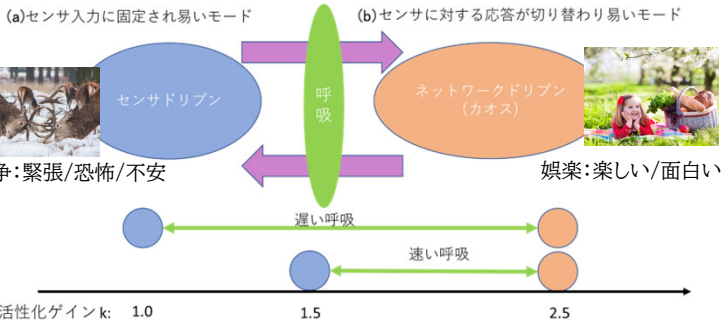 (a)センサ入力に固定され易いモード
(b)センサに対する応答が切り替わり易いモード
センサドリブン
呼吸
ネットワークドリブン
(カオス)
争:緊張/恐怖/不安
娯楽:楽しい/面白い
遅い呼吸
速い呼吸
活性化ゲインk: 1.0 1.5 2.5